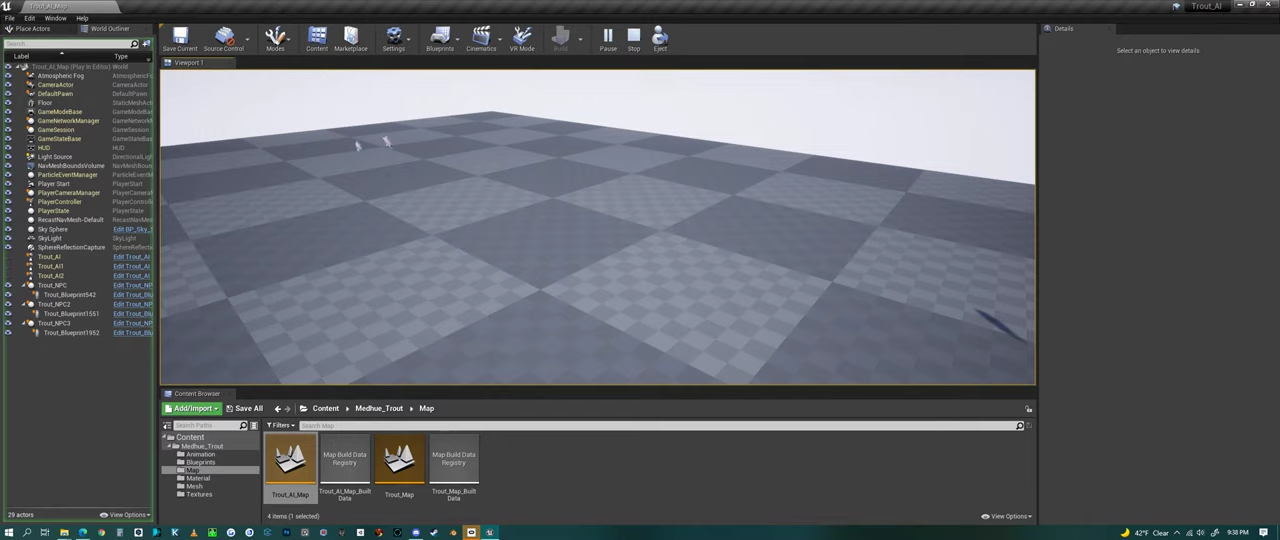 Trout_AI_Map
Trout_AI
File Edit Window Help
Place Actors World Outliner
Search
Label Type
Trout_AI_Map (Play In Editor) World
Atmospheric Fog AtmosphericFog
CameraActor CameraActor
DefaultPawn DefaultPawn
Floor StaticMeshAct
GameModeBase GameModeBase
GameNetworkManager GameNetwork
GameSession GameSession
GameStateBase GameStateBase
HUD HUD
Light Source DirectionalLigh
NavMeshBoundsVolume NavMeshBoun
ParticleEventManager ParticleEvent
Player Start PlayerStart
PlayerCameraManager PlayerCamera
PlayerController PlayerControll
PlayerState PlayerState
RecastNavMesh-Default RecastNavMesh
Sky Sphere Edit BP_Sky_S
SkyLight SkyLight
SphereReflectionCapture SphereReflecti
Trout_AI Edit Trout_AI
Trout_AI1 Edit Trout_AI
Trout_AI2 Edit Trout_AI
Trout_NPC Edit Trout_NP
Trout_Blueprint542 Edit Trout_Blu
Trout_NPC2 Edit Trout_NP
Trout_Blueprint1551 Edit Trout_Blu
Trout_NPC3 Edit Trout_NP
Trout_Blueprint1952 Edit Trout_Blu
29 actors View Options
Save Current Source Control Modes Content Marketplace Settings Blueprints Cinematics VR Mode Build Pause Stop Eject
Viewport 1
Details
Select an object to view details.
Content Browser
Add/Import Save All Content Medhue_Trout Map
Search Paths Filters Search Map
Content
Medhue_Trout
Animation
Blueprints
Map
Material
Mesh
Textures
Map Build Data Registry
Map Build Data Registry
Trout_AI_Map Trout_AI_Map_Built Data Trout_Map Trout_Map_Built Data
4 items (1 selected) View Options
42°F Clear 9:38 PM